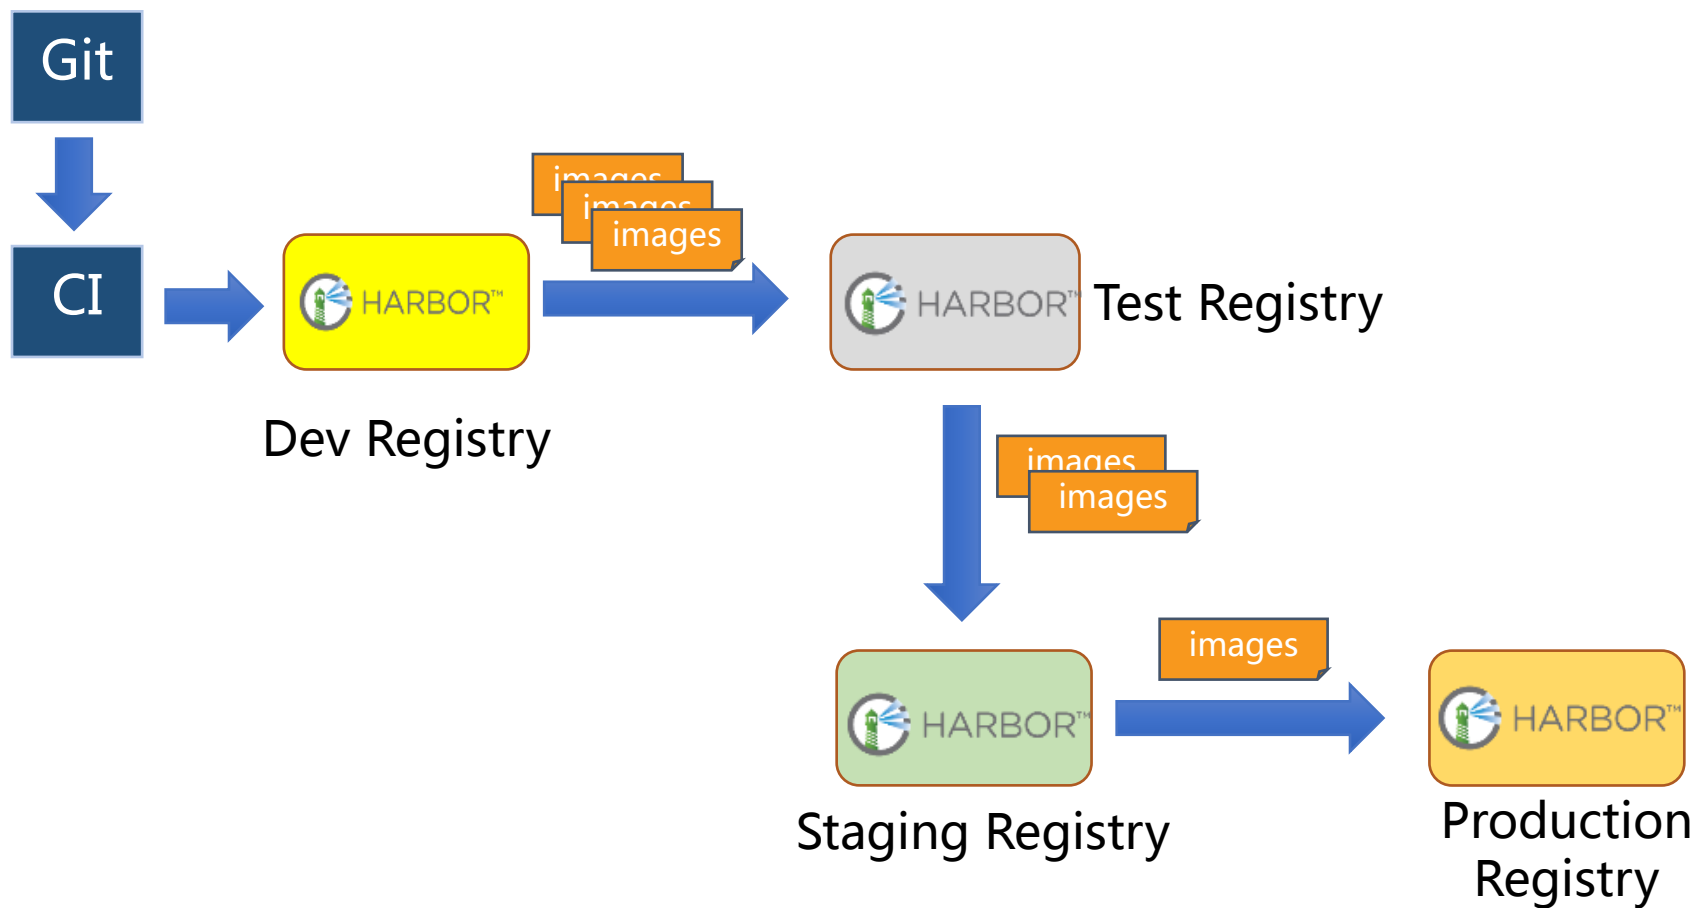 Git
CI
HARBOR™
Dev Registry
images
images
images
HARBOR™
Test Registry
images
images
HARBOR™
Staging Registry
images
HARBOR™
Production
Registry